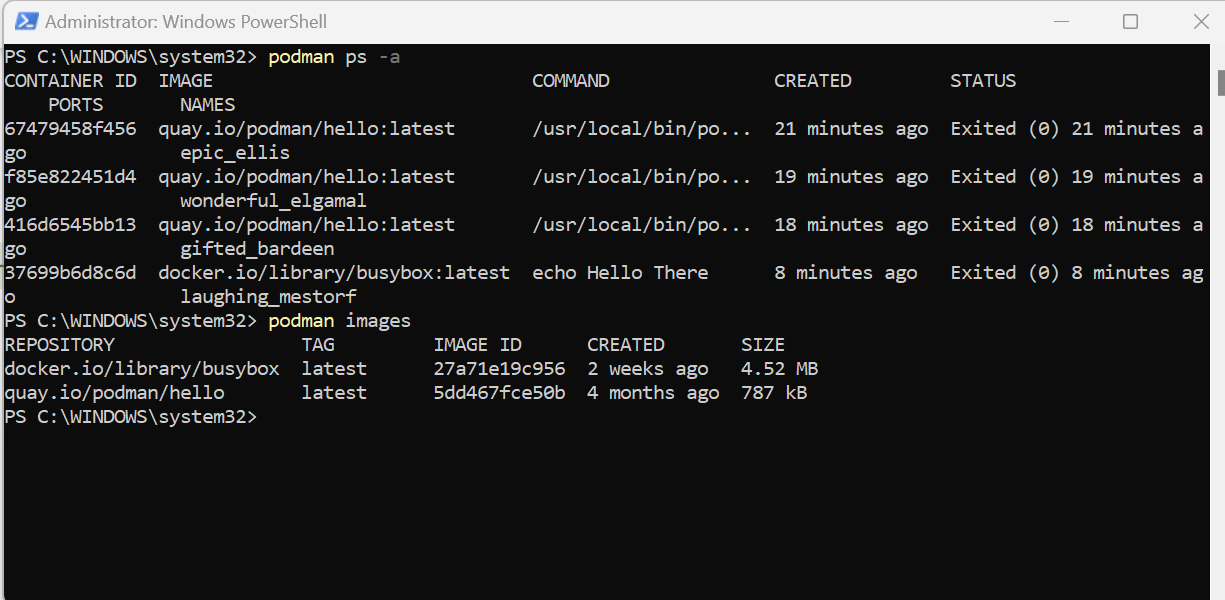 Administrator: Windows PowerShell
PS C:\WINDOWS\system32> podman ps -a
CONTAINER ID  IMAGE                             COMMAND               CREATED         STATUS
    PORTS       NAMES
67479458f456  quay.io/podman/hello:latest       /usr/local/bin/po...  21 minutes ago  Exited (0) 21 minutes a
go              epic_ellis
f85e822451d4  quay.io/podman/hello:latest       /usr/local/bin/po...  19 minutes ago  Exited (0) 19 minutes a
go              wonderful_elgamal
416d6545bb13  quay.io/podman/hello:latest       /usr/local/bin/po...  18 minutes ago  Exited (0) 18 minutes a
go              gifted_bardeen
37699b6d8c6d  docker.io/library/busybox:latest  echo Hello There      8 minutes ago   Exited (0) 8 minutes ag
o               laughing_mestorf
PS C:\WINDOWS\system32> podman images
REPOSITORY                 TAG         IMAGE ID      CREATED       SIZE
docker.io/library/busybox  latest      27a71e19c956  2 weeks ago   4.52 MB
quay.io/podman/hello       latest      5dd467fce50b  4 months ago  787 kB
PS C:\WINDOWS\system32>